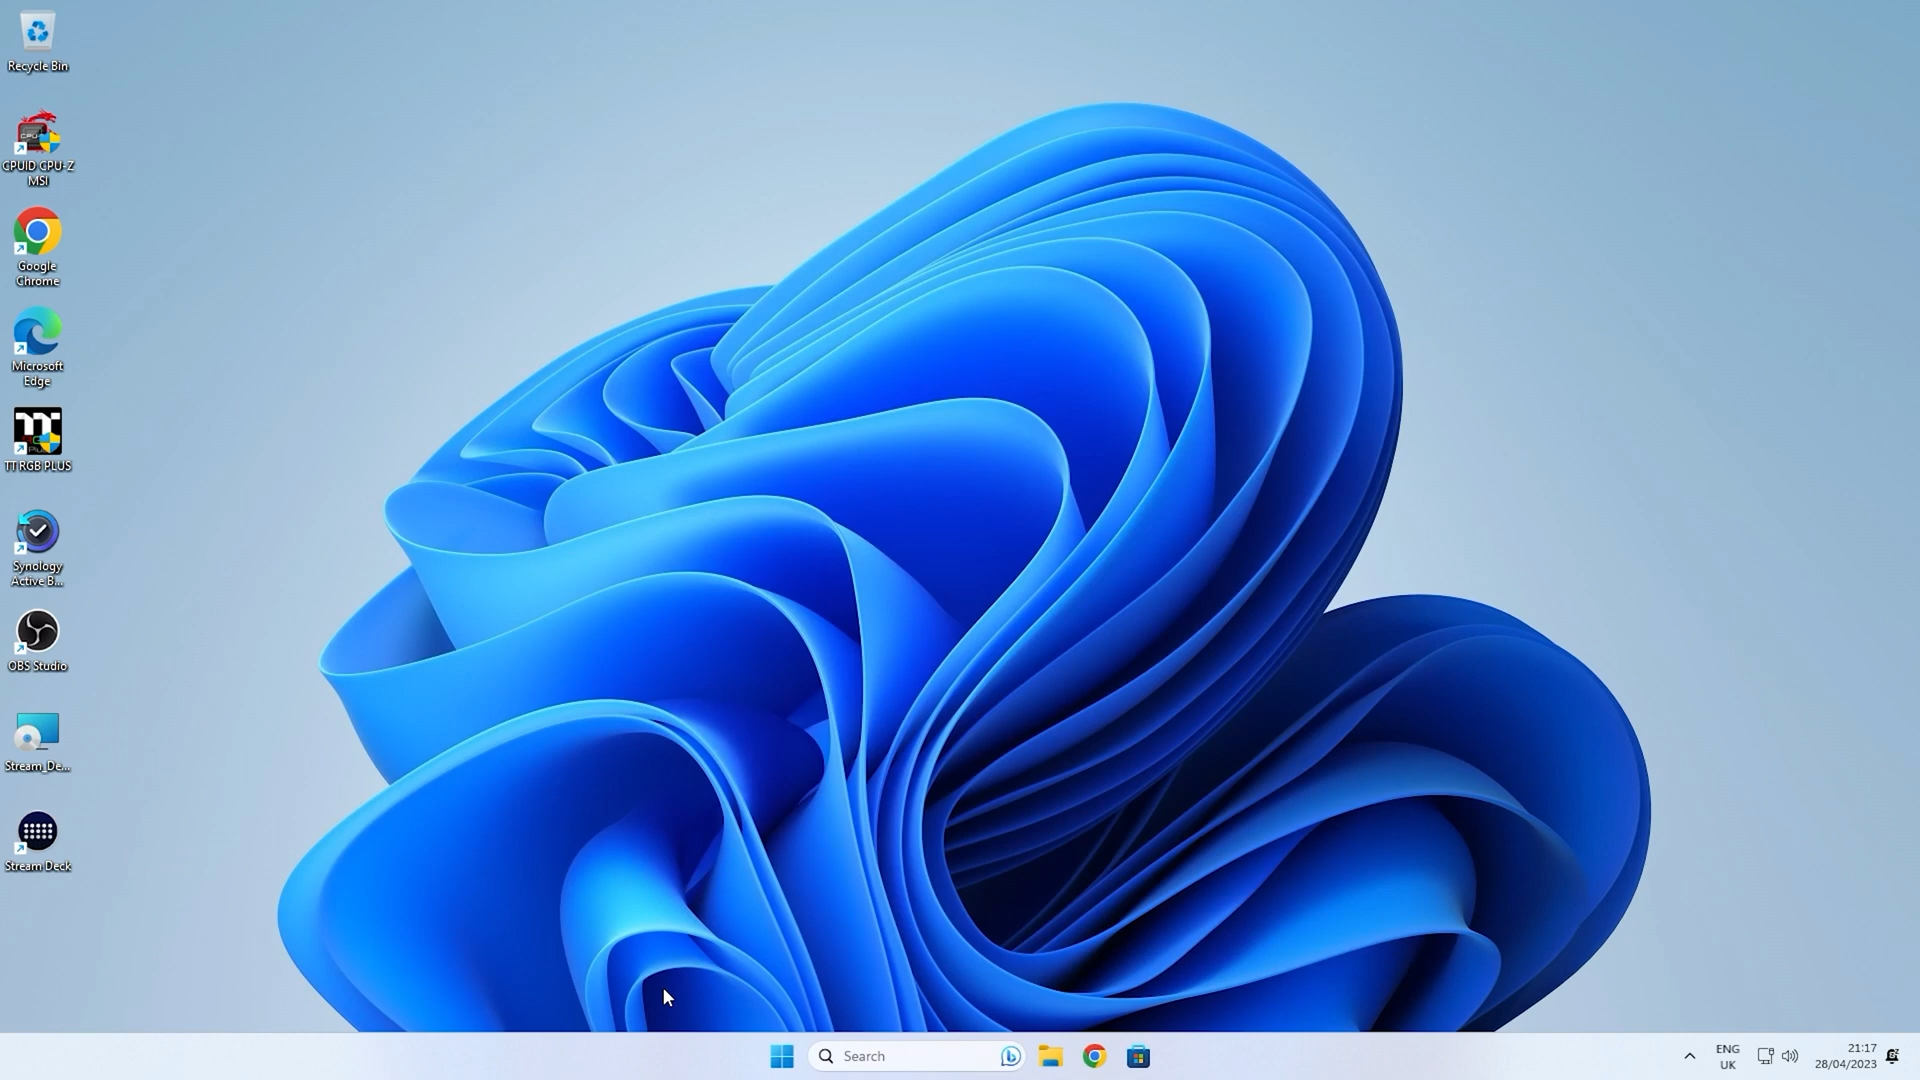 Recycle Bin
CPUID CPU-Z
MSI
Google
Chrome
Microsoft
Edge
TT RGB PLUS
Synology
Active B...
OBS Studio
Stream_De...
Stream Deck
Search
ENG
UK
21:17
28/04/2023